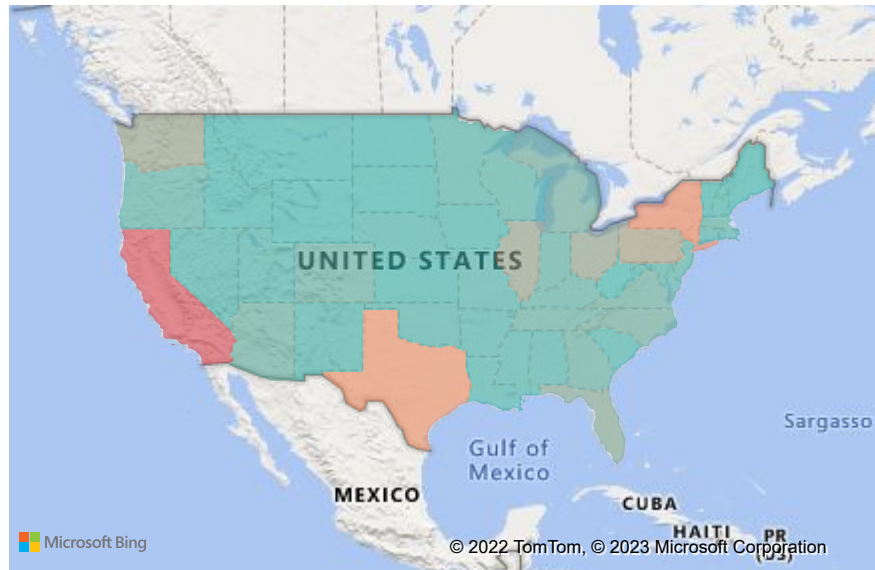 UNITED STATES
Sargasso
Gulf of
Mexico
MEXICO
CUBA
HAITI
PR
(US)
Microsoft Bing
© 2022 TomTom, © 2023 Microsoft Corporation